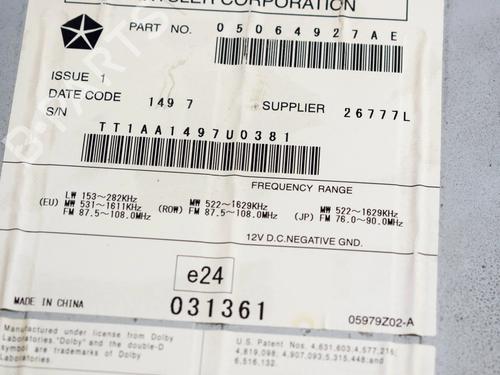 CORPORATION
PART NO. 05064927AE
ISSUE 1
DATE CODE 149 7 SUPPLIER 26777L
S/N
TT1AA1497U0381
FREQUENCY RANGE
LW 153~282KHz
(EU) MW 531~1611KHz
FM 87.5~108.0MHz
(ROW) MW 522~1629KHz
FM 87.5~108.0MHz
(JP) MW 522~1629KHz
FM 76.0~90.0MHz
12V D.C.NEGATIVE GND.
e24
MADE IN CHINA 031361 05979Z02-A
Manufactured under license from Dolby
Laboratories. "Dolby" and the double-D
symbol are trademarks of Dolby
Laboratories.
U.S. Patent Nos. 4,631,603,4,577,216,
4,819,098; 4,907,093;5,315,448;and
6,516,132.